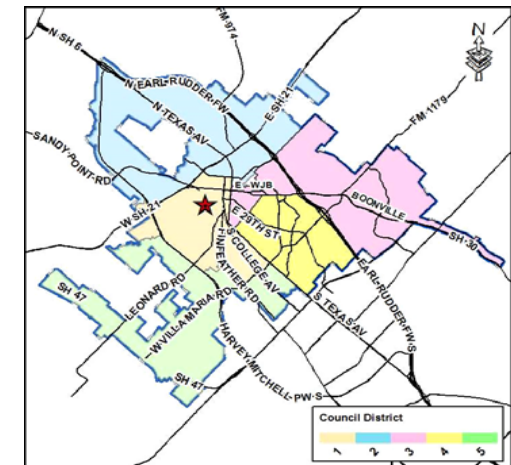 N
N SH 6
FM-974
N-EARL-RUDDER-FW
E-SH-21
N-TEXAS-AV
FM-1179
SANDY-POINT-RD
E - WJB
BOONVILLE
W-SH-21
E 29TH ST
SH-30
S COLLEGE-AV
FINFEATHER-RD
EARL-RUDDER-FW-S
SH 47
LEONARD RD
W-VILLA-MARIA-RD
S TEXAS-AV
HARVEY-MITCHELL-PW-S
SH 47
Council District
1 2 3 4 5